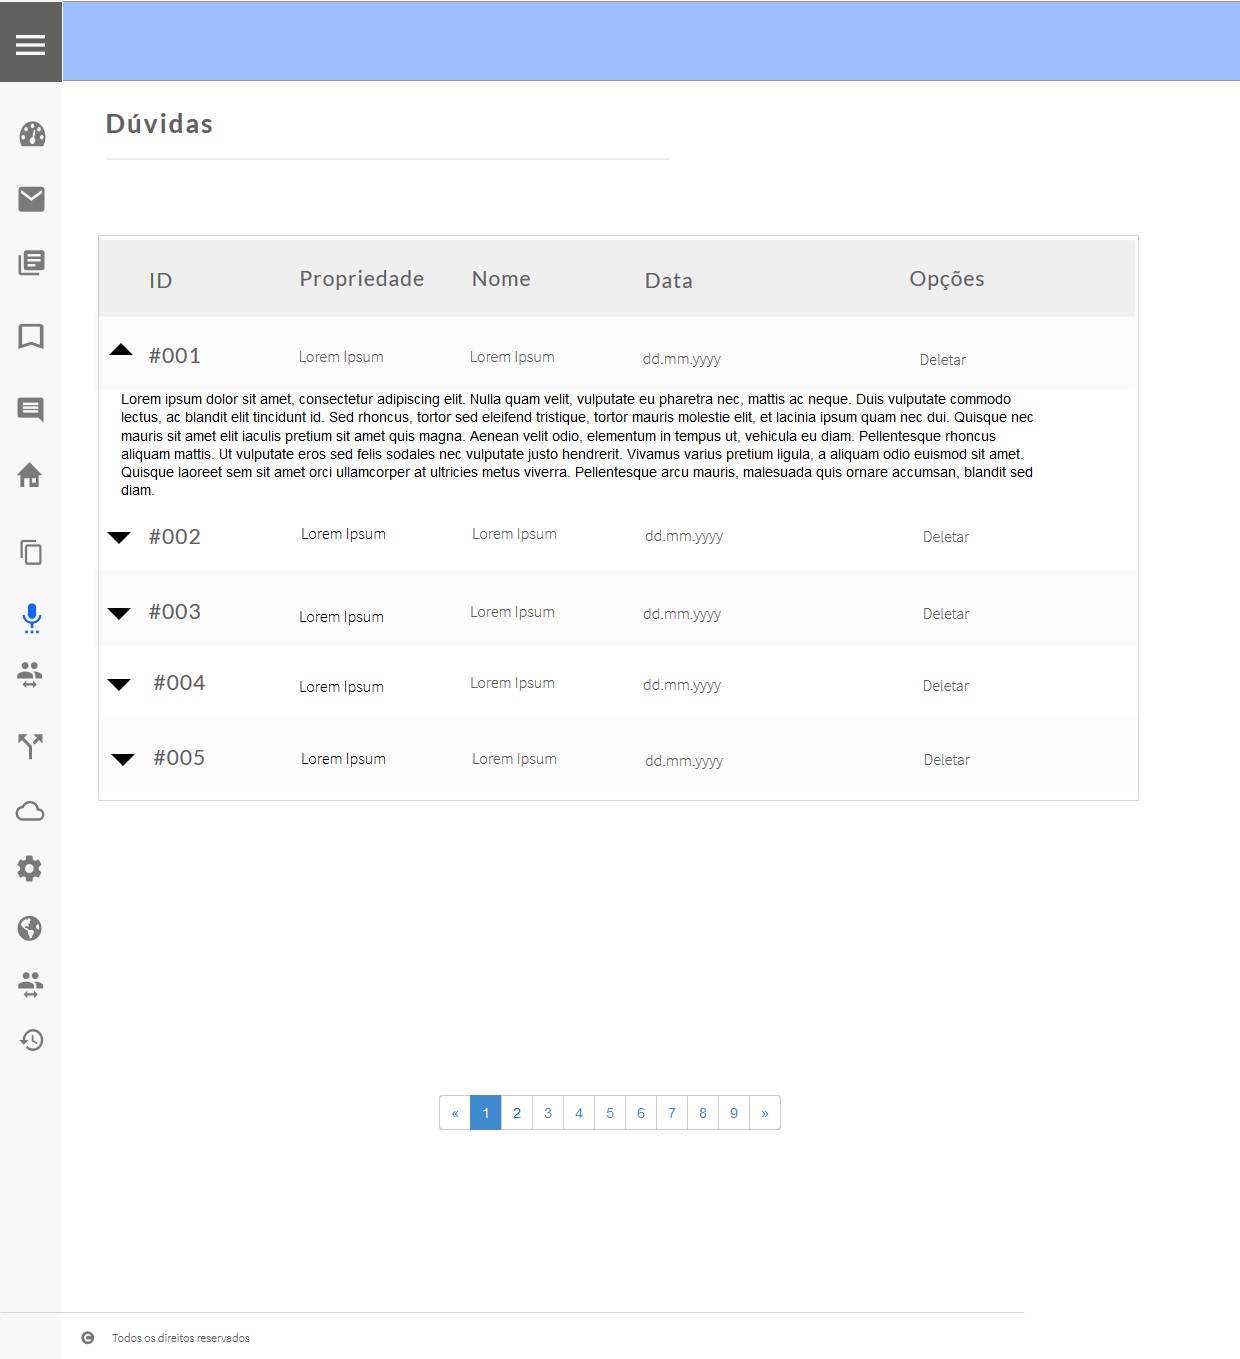 Dúvidas
ID Propriedade Nome Data Opções
#001 Lorem Ipsum Lorem Ipsum dd.mm.yyyy Deletar
Lorem ipsum dolor sit amet, consectetur adipiscing elit. Nulla quam velit, vulputate eu pharetra nec, mattis ac neque. Duis vulputate commodo
lectus, ac blandit elit tincidunt id. Sed rhoncus, tortor sed eleifend tristique, tortor mauris molestie elit, et lacinia ipsum quam nec dui. Quisque nec
mauris sit amet elit iaculis pretium sit amet quis magna. Aenean velit odio, elementum in tempus ut, vehicula eu diam. Pellentesque rhoncus
aliquam mattis. Ut vulputate eros sed felis sodales nec vulputate justo hendrerit. Vivamus varius pretium ligula, a aliquam odio euismod sit amet.
Quisque laoreet sem sit amet orci ullamcorper at ultricies metus viverra. Pellentesque arcu mauris, malesuada quis ornare accumsan, blandit sed
diam.
#002 Lorem Ipsum Lorem Ipsum dd.mm.yyyy Deletar
#003 Lorem Ipsum Lorem Ipsum dd.mm.yyyy Deletar
#004 Lorem Ipsum Lorem Ipsum dd.mm.yyyy Deletar
#005 Lorem Ipsum Lorem Ipsum dd.mm.yyyy Deletar
« 1 2 3 4 5 6 7 8 9 »
© Todos os direitos reservados